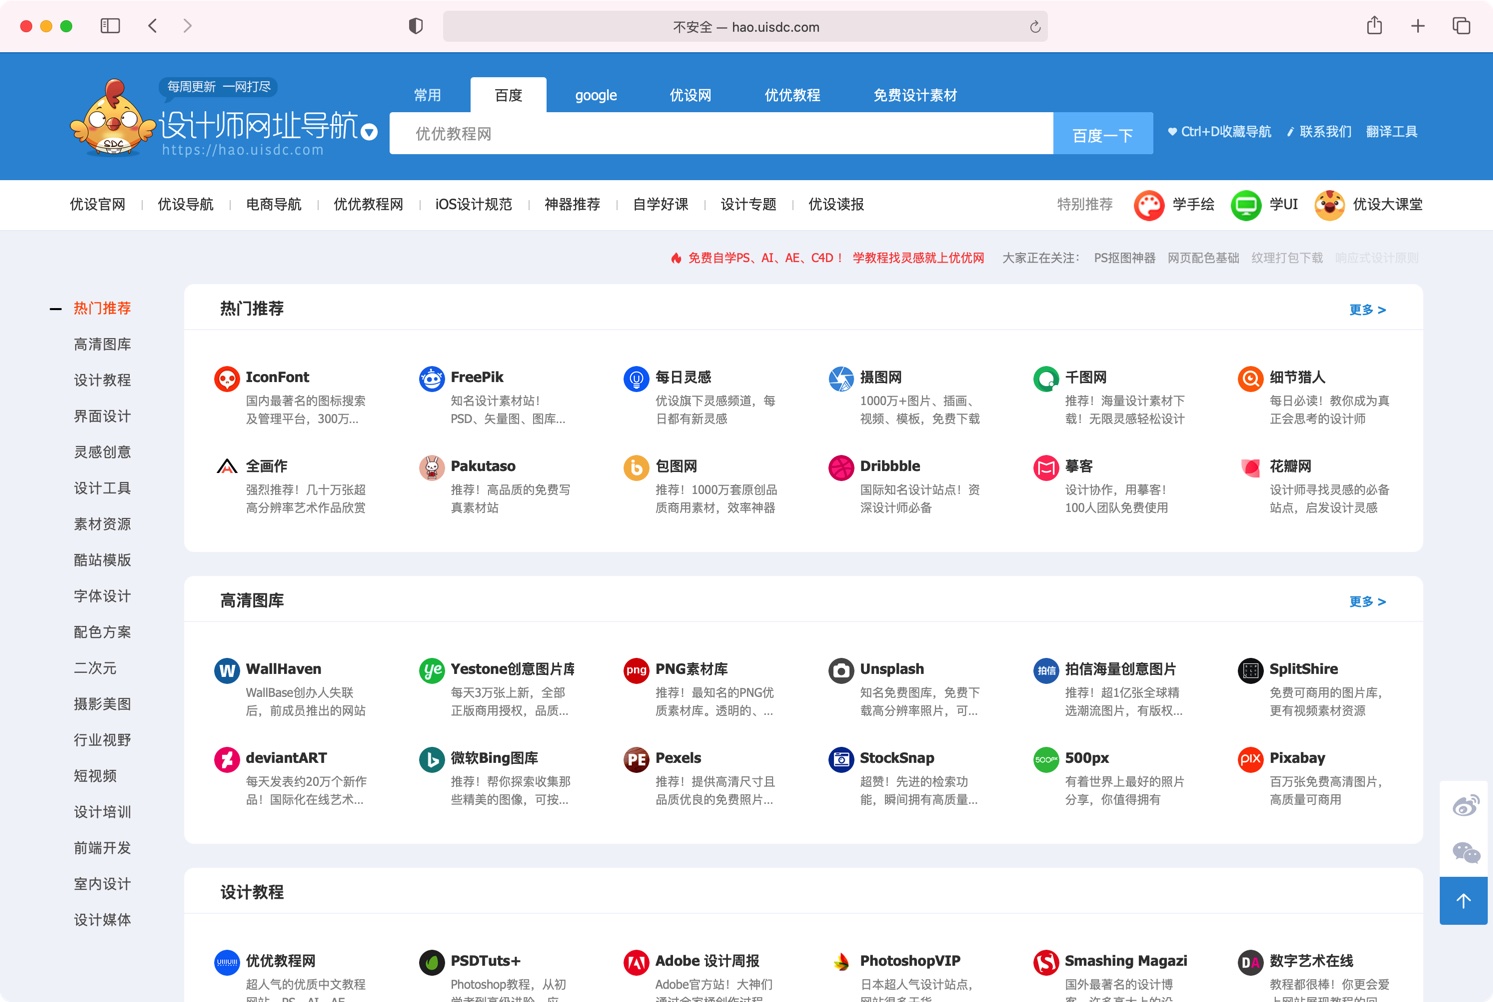 不安全 — hao.uisdc.com
每周更新 一网打尽
设计师网址导航
https://hao.uisdc.com
SDC
常用 百度 google 优设网 优优教程 免费设计素材
优优教程网 百度一下
Ctrl+D收藏导航 联系我们 翻译工具
优设官网 | 优设导航 | 电商导航 | 优优教程网 | iOS设计规范 | 神器推荐 | 自学好课 | 设计专题 | 优设读报
特别推荐 学手绘 学UI 优设大课堂
免费自学PS、AI、AE、C4D！ 学教程找灵感就上优优网 大家正在关注： PS抠图神器 网页配色基础 纹理打包下载 响应式设计原则
热门推荐
高清图库
设计教程
界面设计
灵感创意
设计工具
素材资源
酷站模版
字体设计
配色方案
二次元
摄影美图
行业视野
短视频
设计培训
前端开发
室内设计
设计媒体
热门推荐 更多 >
IconFont
国内最著名的图标搜索
及管理平台，300万...
FreePik
知名设计素材站！
PSD、矢量图、图库...
每日灵感
优设旗下灵感频道，每
日都有新灵感
摄图网
1000万+图片、插画、
视频、模板，免费下载
千图网
推荐！海量设计素材下
载！无限灵感轻松设计
细节猎人
每日必读！教你成为真
正会思考的设计师
全画作
强烈推荐！几十万张超
高分辨率艺术作品欣赏
Pakutaso
推荐！高品质的免费写
真素材站
包图网
推荐！1000万套原创品
质商用素材，效率神器
Dribbble
国际知名设计站点！资
深设计师必备
摹客
设计协作，用摹客！
100人团队免费使用
花瓣网
设计师寻找灵感的必备
站点，启发设计灵感
高清图库 更多 >
W WallHaven
WallBase创办人失联
后，前成员推出的网站
ye Yestone创意图片库
每天3万张上新，全部
正版商用授权，品质...
png PNG素材库
推荐！最知名的PNG优
质素材库。透明的、...
Unsplash
知名免费图库，免费下
载高分辨率照片，可...
拍信 拍信海量创意图片
推荐！超1亿张全球精
选潮流图片，有版权...
SplitShire
免费可商用的图片库，
更有视频素材资源
deviantART
每天发表约20万个新作
品！国际化在线艺术...
微软Bing图库
推荐！帮你探索收集那
些精美的图像，可按...
PE Pexels
推荐！提供高清尺寸且
品质优良的免费照片...
StockSnap
超赞！先进的检索功
能，瞬间拥有高质量...
500px 500px
有着世界上最好的照片
分享，你值得拥有
PIX Pixabay
百万张免费高清图片，
高质量可商用
设计教程
优优教程网
超人气的优质中文教程
网站，PS、AI、AE
PSDTuts+
Photoshop教程，从初
学者到高级进阶，应
Adobe 设计周报
Adobe官方站！大神们
通过全家桶创作过程
PhotoshopVIP
日本超人气设计站点，
网站很多干货
Smashing Magazi
国外最著名的设计博
客，许多高大上的设
DA 数字艺术在线
教程都很棒！你更会爱
上网站展现教程的回